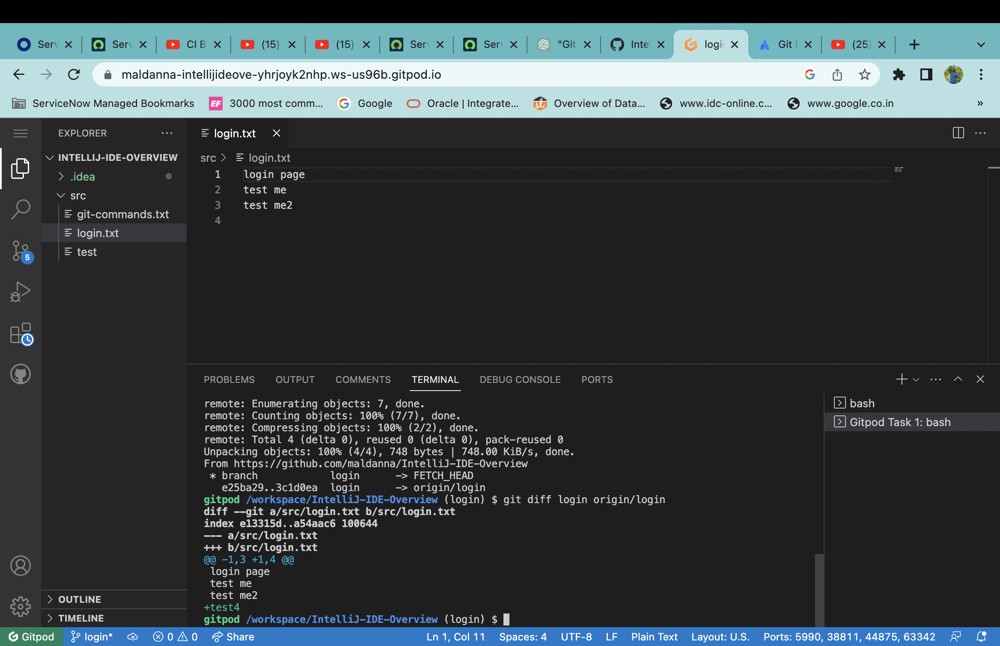 Serv
Serv
CI B
(15)
(15)
Serv
Serv
"Git
Inte
logi
Git
(25)
maldanna-intellijideove-yhrjoyk2nhp.ws-us96b.gitpod.io
ServiceNow Managed Bookmarks
EF 3000 most comm...
Google
Oracle | Integrate...
Overview of Data...
www.idc-online.c...
www.google.co.in
»
EXPLORER
INTELLIJ-IDE-OVERVIEW
.idea
src
git-commands.txt
login.txt
test
5
OUTLINE
TIMELINE
login.txt
src > login.txt
1 login page
2 test me
3 test me2
4
PROBLEMS OUTPUT COMMENTS TERMINAL DEBUG CONSOLE PORTS
remote: Enumerating objects: 7, done.
remote: Counting objects: 100% (7/7), done.
remote: Compressing objects: 100% (2/2), done.
remote: Total 4 (delta 0), reused 0 (delta 0), pack-reused 0
Unpacking objects: 100% (4/4), 748 bytes | 748.00 KiB/s, done.
From https://github.com/maldanna/IntelliJ-IDE-Overview
* branch login -> FETCH_HEAD
e25ba29..3c1d0ea login -> origin/login
gitpod /workspace/IntelliJ-IDE-Overview (login) $ git diff login origin/login
diff --git a/src/login.txt b/src/login.txt
index e13315d..a54aac6 100644
--- a/src/login.txt
+++ b/src/login.txt
@@ -1,3 +1,4 @@
login page
test me
test me2
+test4
gitpod /workspace/IntelliJ-IDE-Overview (login) $
bash
Gitpod Task 1: bash
Gitpod login* 0 0 Share Ln 1, Col 11 Spaces: 4 UTF-8 LF Plain Text Layout: U.S. Ports: 5990, 38811, 44875, 63342